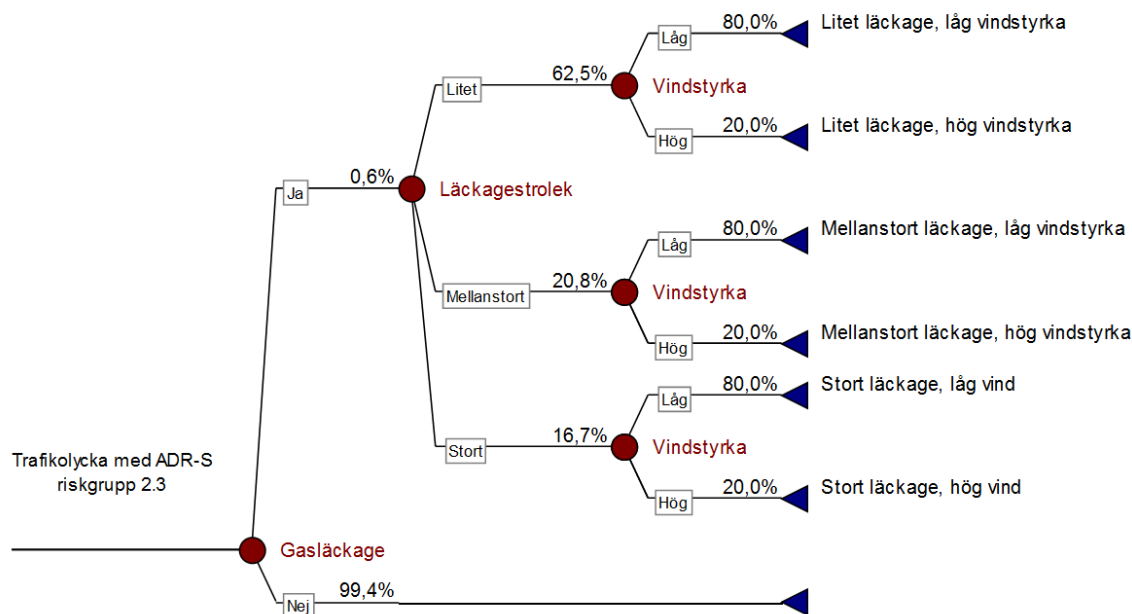 80,0%
Litet läckage, låg vindstyrka
Låg
62,5%
Litet
Vindstyrka
20,0%
Litet läckage, hög vindstyrka
Hög
0,6%
Ja
Läckagestrolek
80,0%
Mellanstort läckage, låg vindstyrka
Låg
20,8%
Mellanstort
Vindstyrka
20,0%
Mellanstort läckage, hög vindstyrka
Hög
80,0%
Stort läckage, låg vind
Låg
16,7%
Stort
Vindstyrka
20,0%
Stort läckage, hög vind
Hög
Trafikolycka med ADR-S
riskgrupp 2.3
Gasläckage
99,4%
Nej